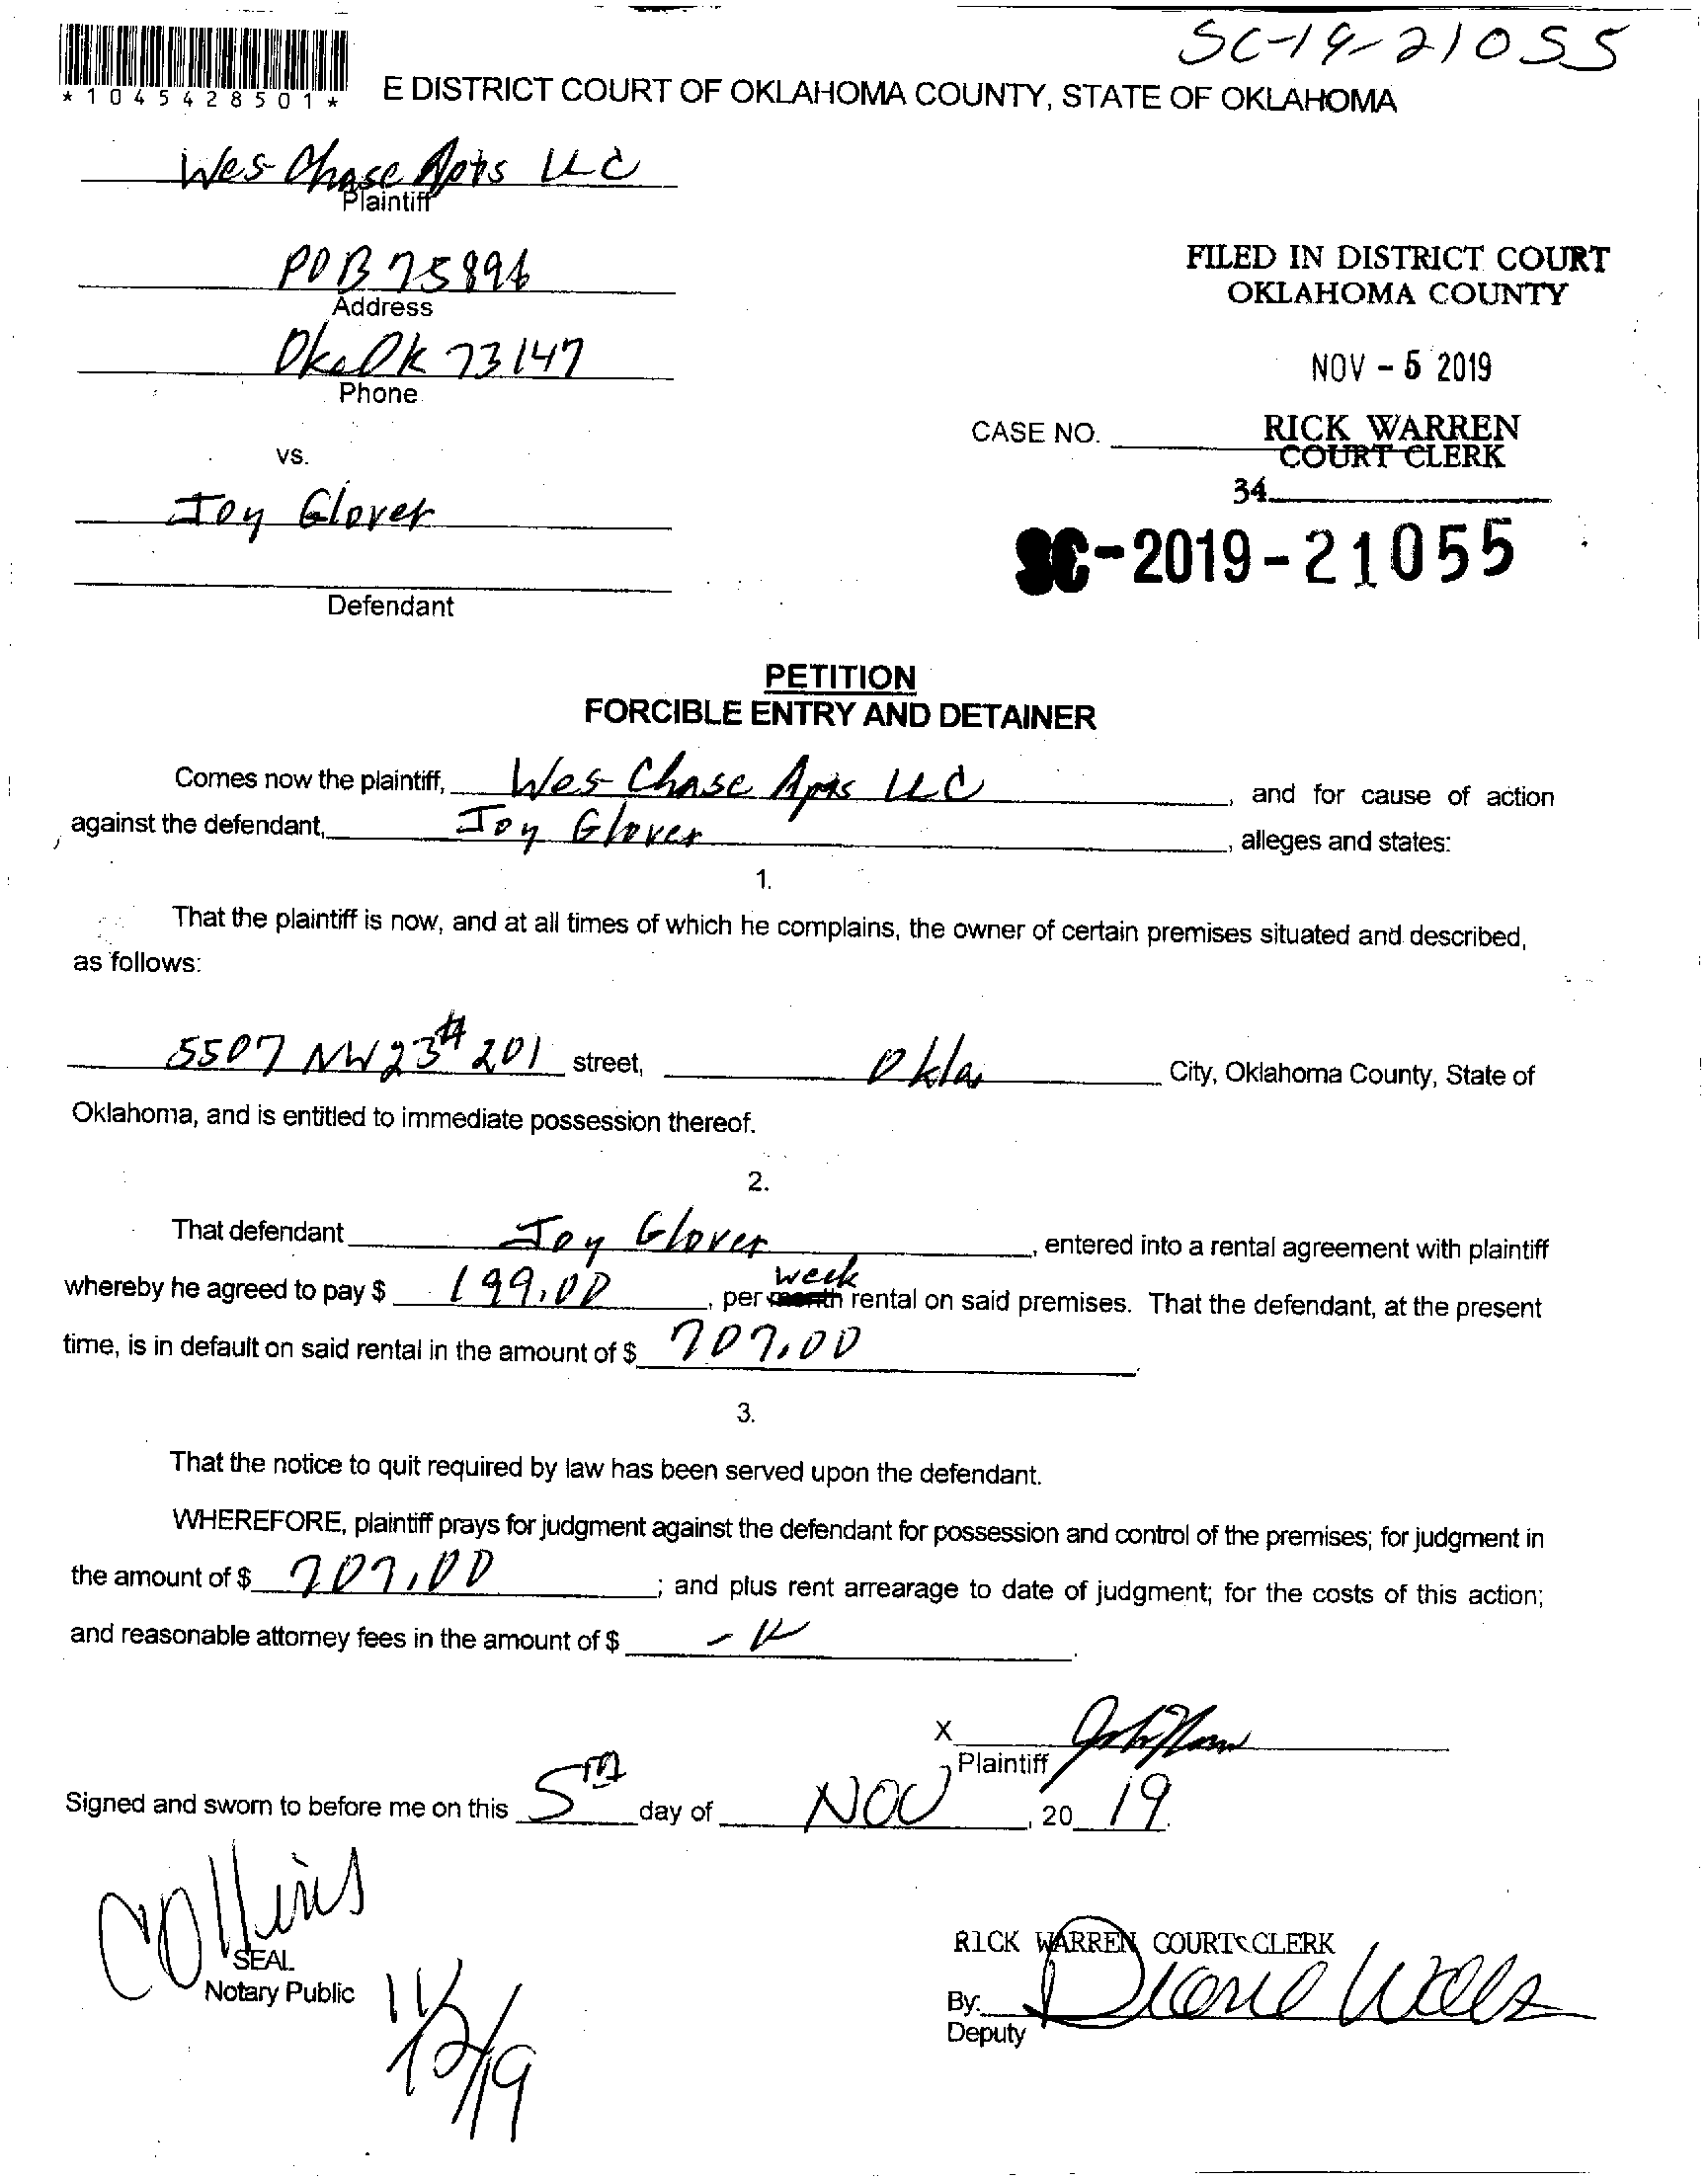 SC-19-21055
*1045428501*
E DISTRICT COURT OF OKLAHOMA COUNTY, STATE OF OKLAHOMA
Wes Chase Apts LLC
Plaintiff
POB 75896
Address
FILED IN DISTRICT COURT
OKLAHOMA COUNTY
Okc Ok 73147
Phone
NOV - 5 2019
CASE NO.
RICK WARREN
COURT CLERK
vs.
34
Joy Glover
SC-2019-21055
Defendant
PETITION
FORCIBLE ENTRY AND DETAINER
Comes now the plaintiff, Wes Chase Apts LLC, and for cause of action
against the defendant, Joy Glover, alleges and states:
1.
That the plaintiff is now, and at all times of which he complains, the owner of certain premises situated and described,
as follows:
5507 NW 23 # 201 street, Okla City, Oklahoma County, State of
Oklahoma, and is entitled to immediate possession thereof.
2.
That defendant Joy Glover, entered into a rental agreement with plaintiff
week
whereby he agreed to pay $ 199.00, per month rental on said premises. That the defendant, at the present
time, is in default on said rental in the amount of $ 707.00
3.
That the notice to quit required by law has been served upon the defendant.
WHEREFORE, plaintiff prays for judgment against the defendant for possession and control of the premises; for judgment in
the amount of $ 707.00; and plus rent arrearage to date of judgment; for the costs of this action;
and reasonable attorney fees in the amount of $
X
Plaintiff
Signed and sworn to before me on this 5TH day of NOV, 20 19.
Collins
SEAL
Notary Public
RICK WARREN COURT CLERK
By:
Deputy